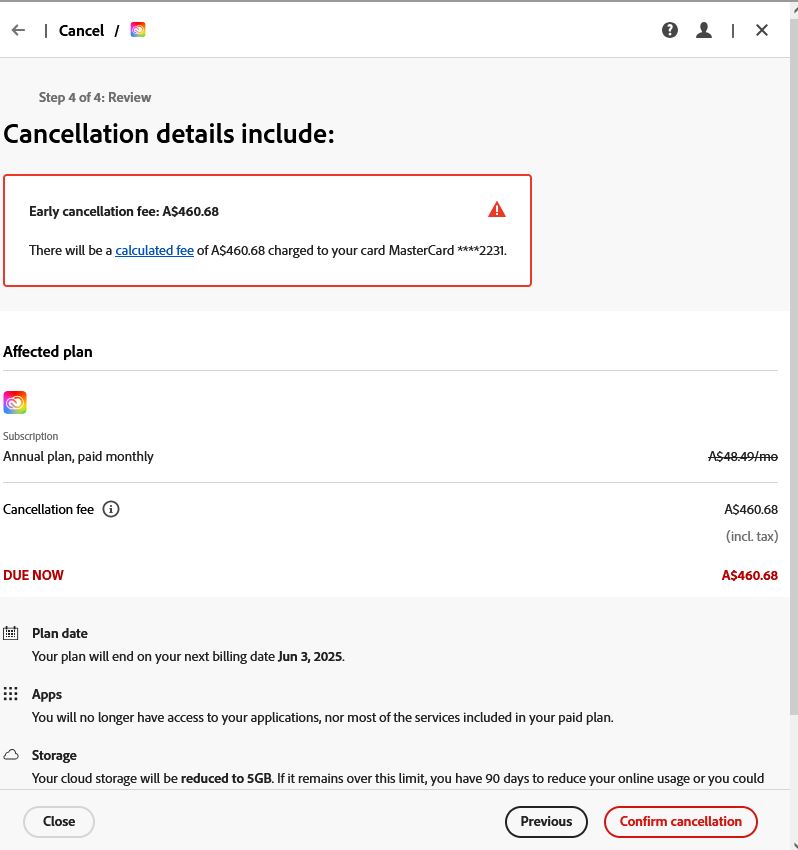 Cancel /
Step 4 of 4: Review
Cancellation details include:
Early cancellation fee: A$460.68
There will be a calculated fee of A$460.68 charged to your card MasterCard ****2231.
Affected plan
Subscription
Annual plan, paid monthly A$48.49/mo
Cancellation fee A$460.68
(incl. tax)
DUE NOW A$460.68
Plan date
Your plan will end on your next billing date Jun 3, 2025.
Apps
You will no longer have access to your applications, nor most of the services included in your paid plan.
Storage
Your cloud storage will be reduced to 5GB. If it remains over this limit, you have 90 days to reduce your online usage or you could
Close Previous Confirm cancellation